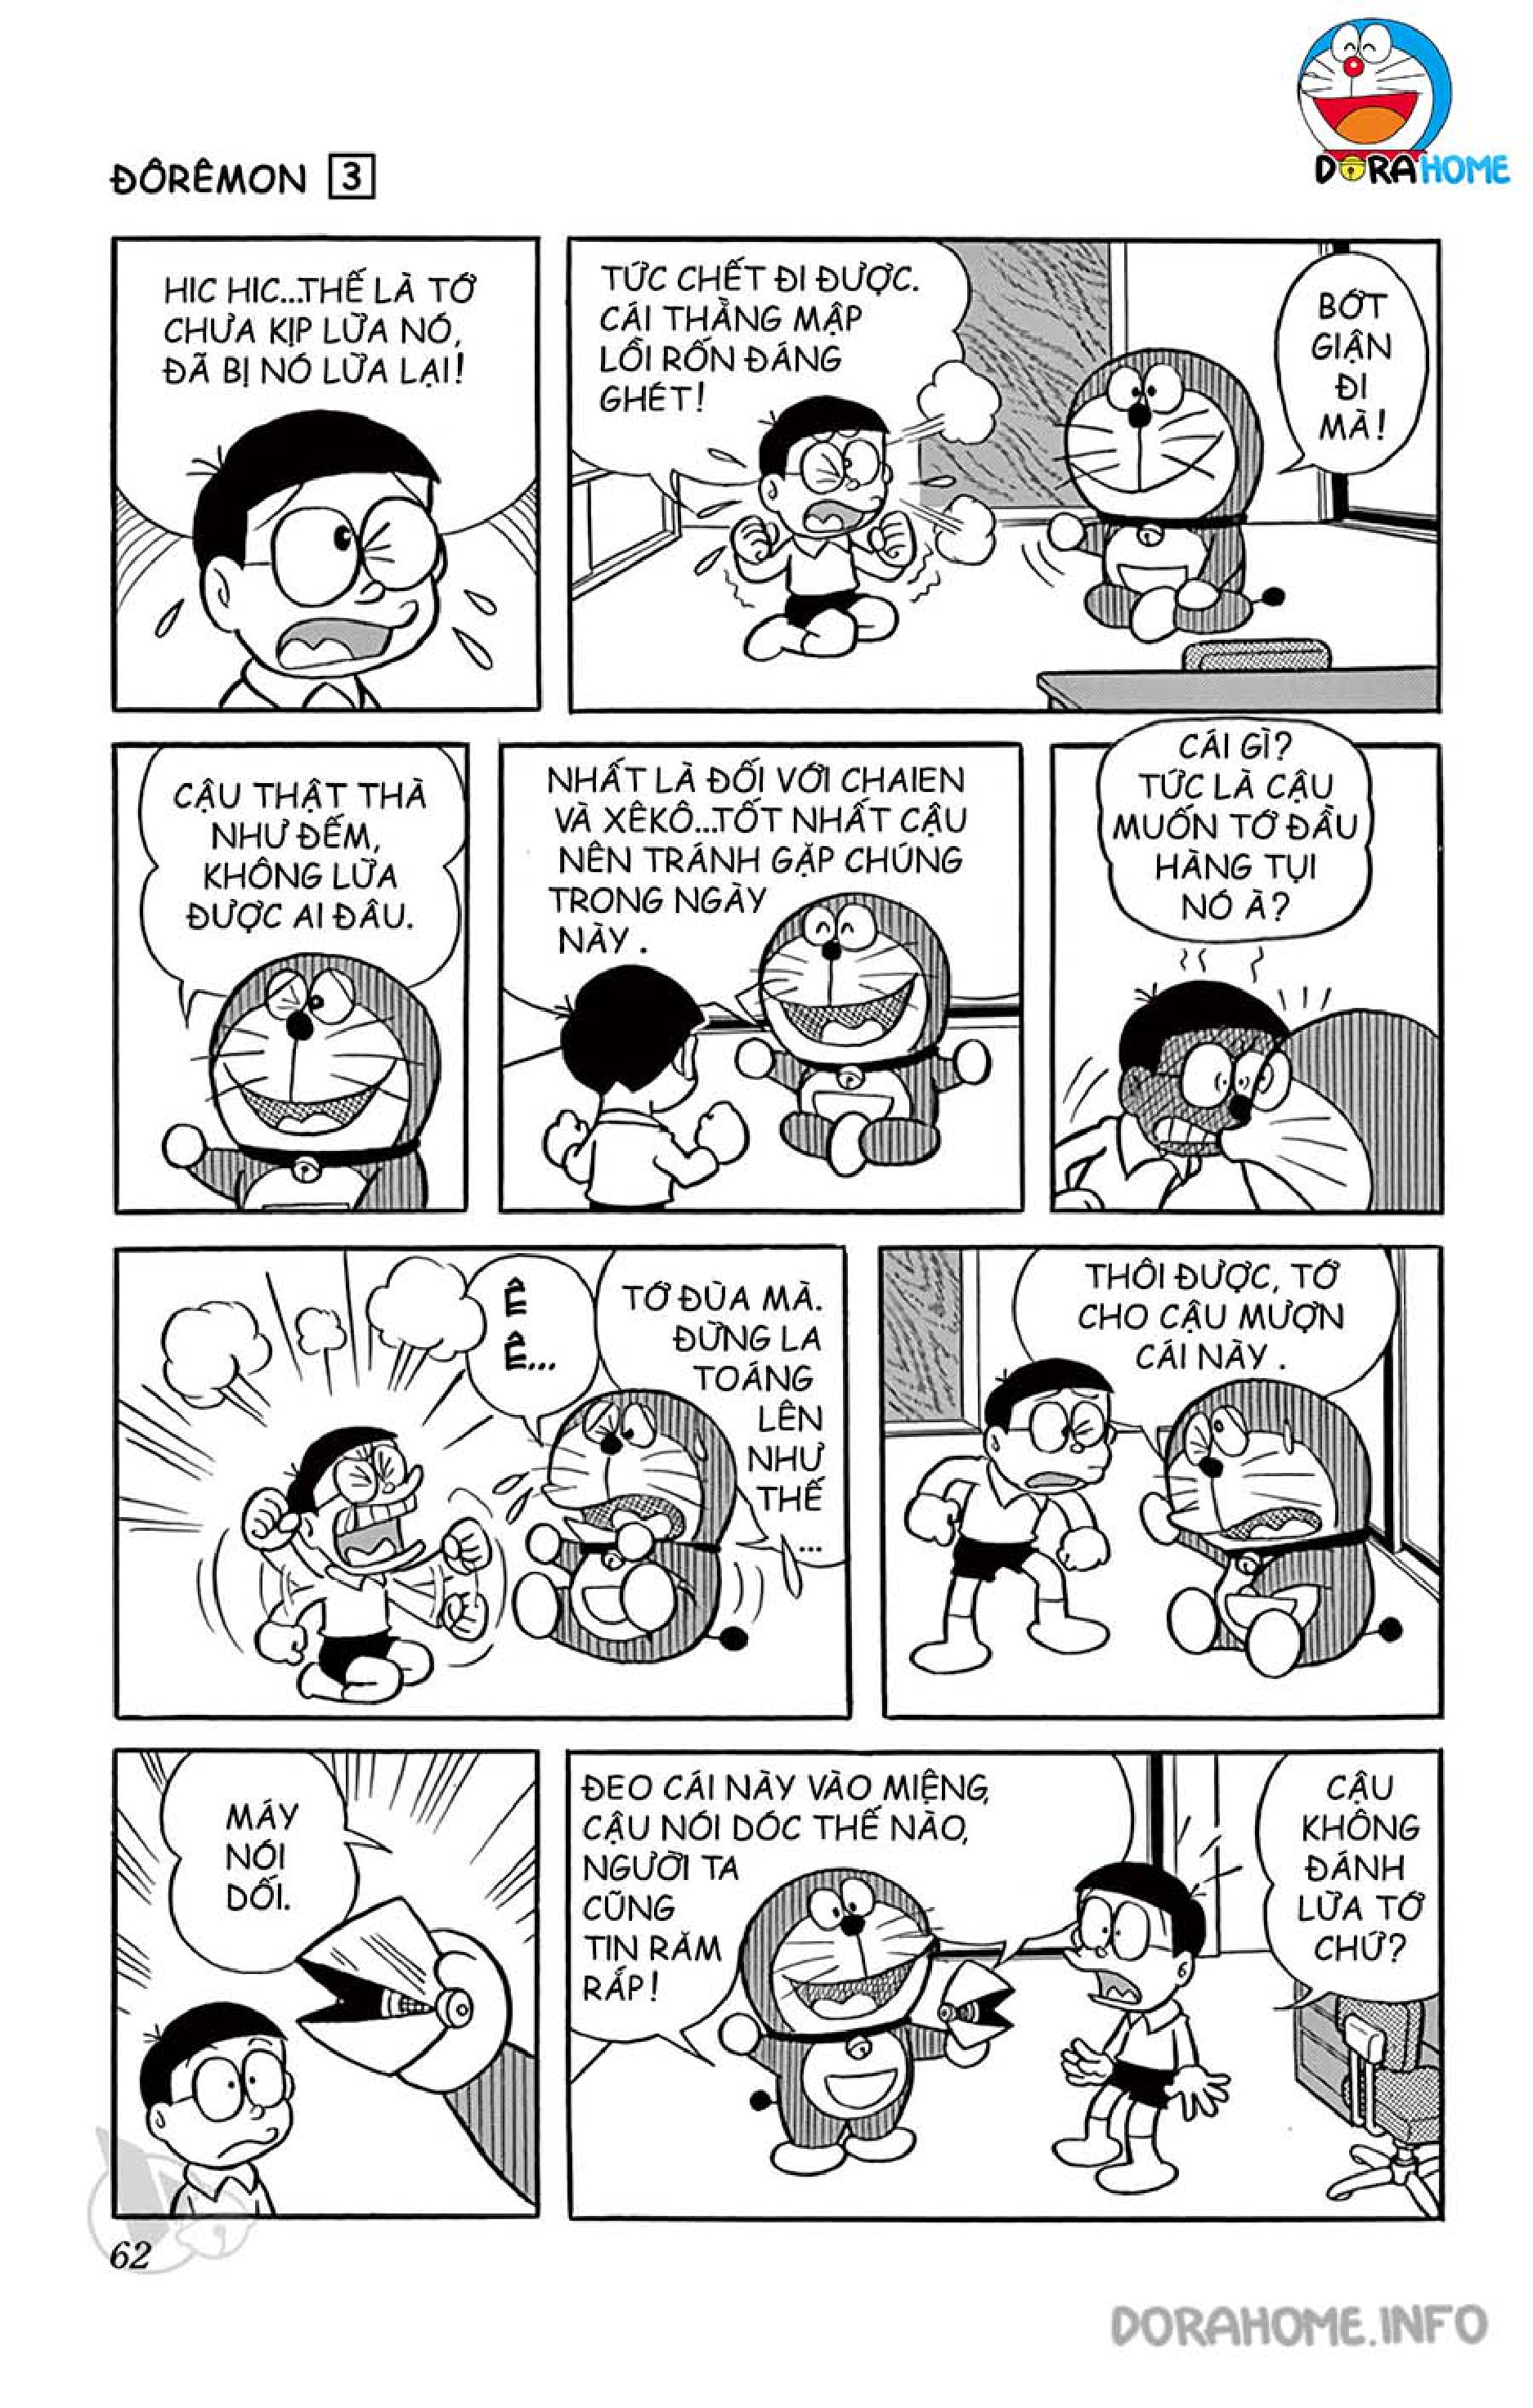 DORAHOME
ĐÔRÊMON 3
HIC HIC...THẾ LÀ TỚ
CHƯA KỊP LỪA NÓ,
ĐÃ BỊ NÓ LỪA LẠI!
TỨC CHẾT ĐI ĐƯỢC.
CÁI THẰNG MẬP
LỒI RỐN ĐÁNG
GHÉT!
BỚT
GIẬN
ĐI
MÀ!
CẬU THẬT THÀ
NHƯ ĐẾM,
KHÔNG LỪA
ĐƯỢC AI ĐÂU.
NHẤT LÀ ĐỐI VỚI CHAIEN
VÀ XÊKÔ...TỐT NHẤT CẬU
NÊN TRÁNH GẶP CHÚNG
TRONG NGÀY
NÀY .
CÁI GÌ?
TỨC LÀ CẬU
MUỐN TỚ ĐẦU
HÀNG TỤI
NÓ À?
Ê
Ê...
TỚ ĐÙA MÀ.
ĐỪNG LA
TOÁNG
LÊN
NHƯ
THẾ
...
THÔI ĐƯỢC, TỚ
CHO CẬU MƯỢN
CÁI NÀY .
MÁY
NÓI
DỐI.
ĐEO CÁI NÀY VÀO MIỆNG,
CẬU NÓI DÓC THẾ NÀO,
NGƯỜI TA
CŨNG
TIN RĂM
RẮP!
CẬU
KHÔNG
ĐÁNH
LỪA TỚ
CHỨ?
62
DORAHOME.INFO